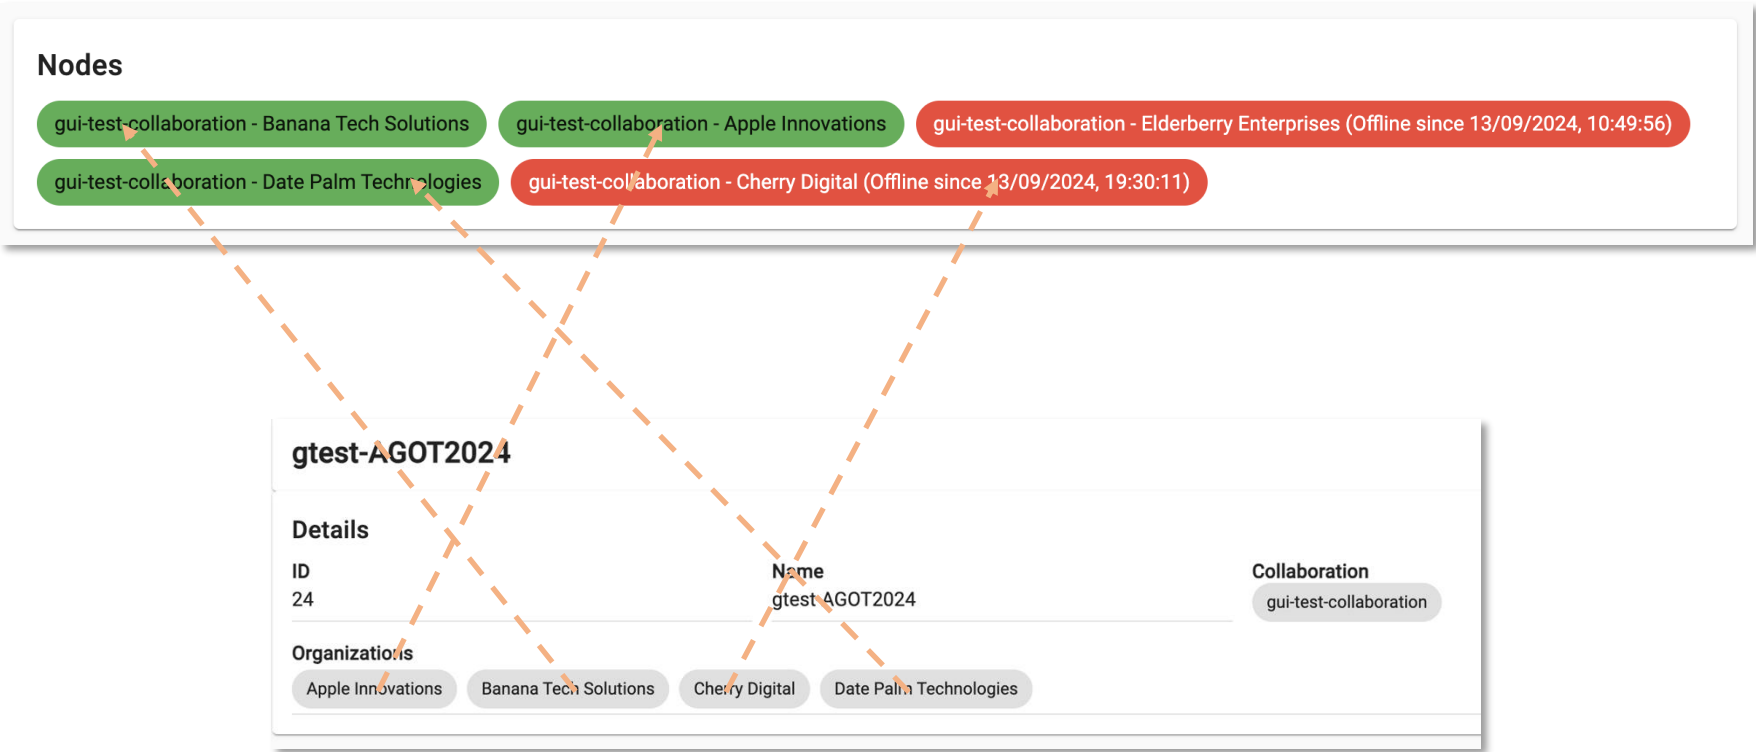 Nodes
gui-test-collaboration - Banana Tech Solutions
gui-test-collaboration - Apple Innovations
gui-test-collaboration - Elderberry Enterprises (Offline since 13/09/2024, 10:49:56)
gui-test-collaboration - Date Palm Technologies
gui-test-collaboration - Cherry Digital (Offline since 13/09/2024, 19:30:11)
gtest-AGOT2024
Details
ID
24
Name
gtest-AGOT2024
Collaboration
gui-test-collaboration
Organizations
Apple Innovations
Banana Tech Solutions
Cherry Digital
Date Palm Technologies